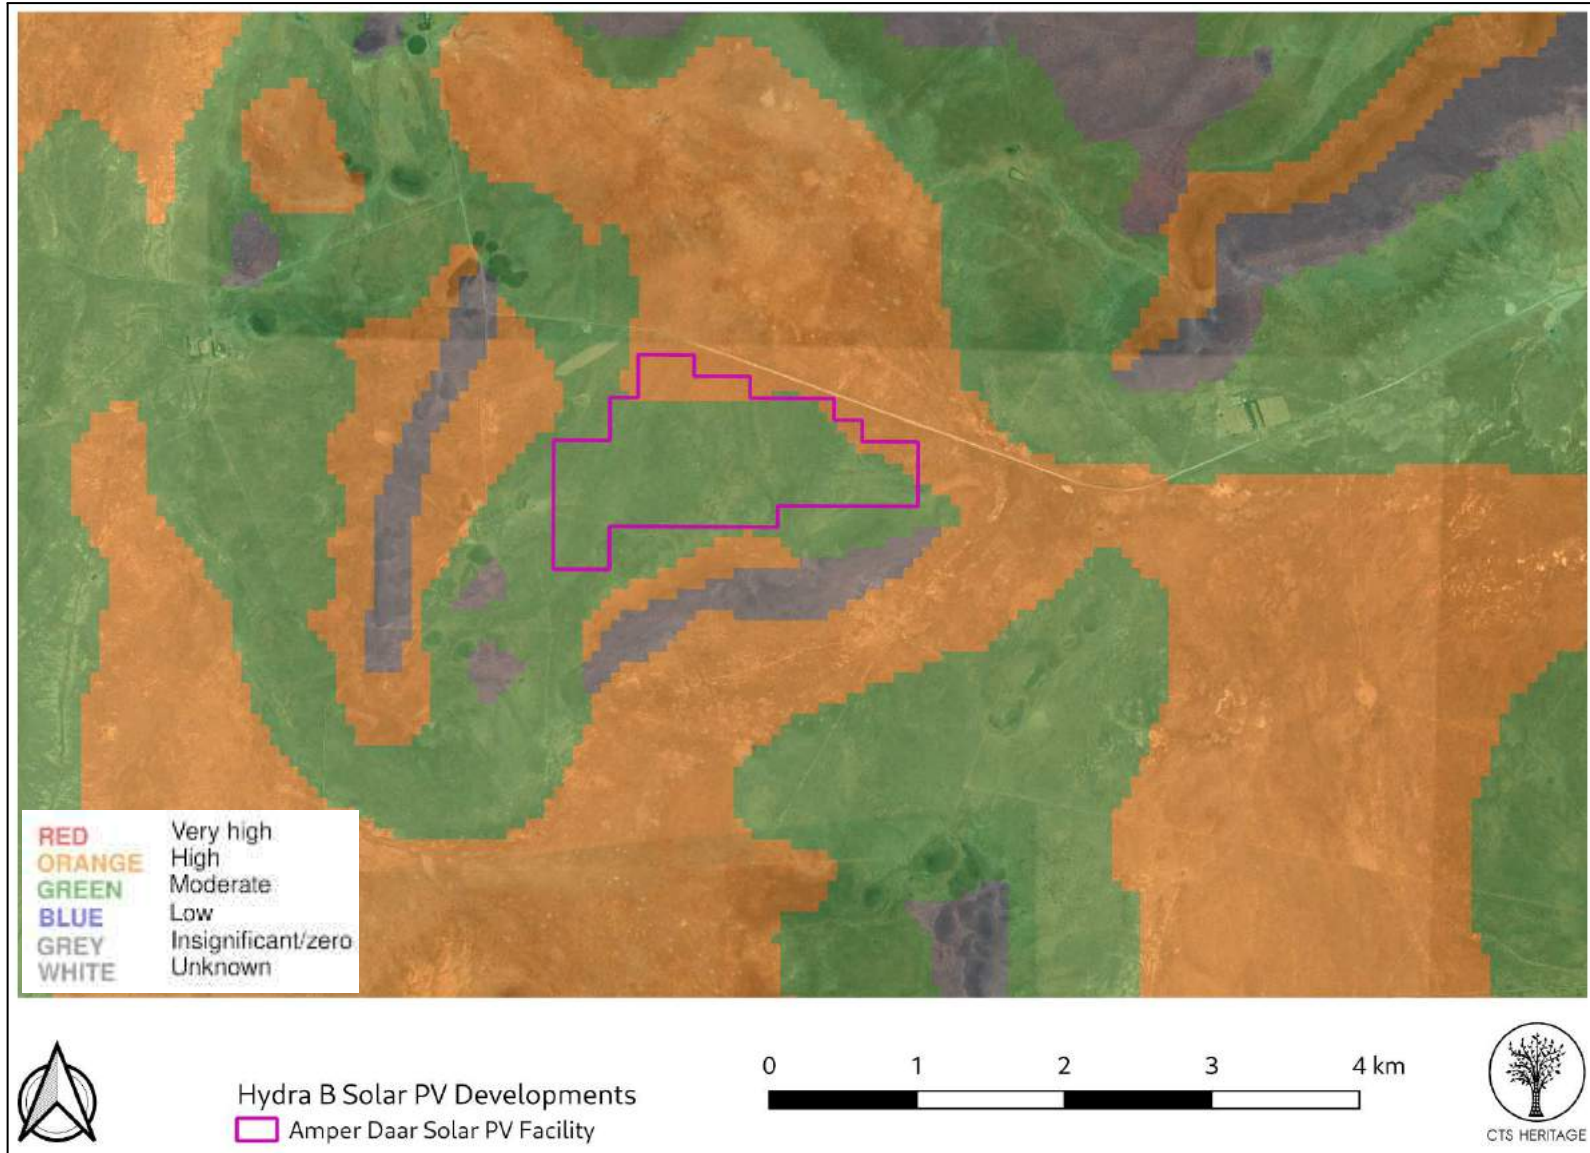 RED Very high
ORANGE High
GREEN Moderate
BLUE Low
GREY Insignificant/zero
WHITE Unknown
Hydra B Solar PV Developments
Amper Daar Solar PV Facility
0 1 2 3 4 km
CTS HERITAGE